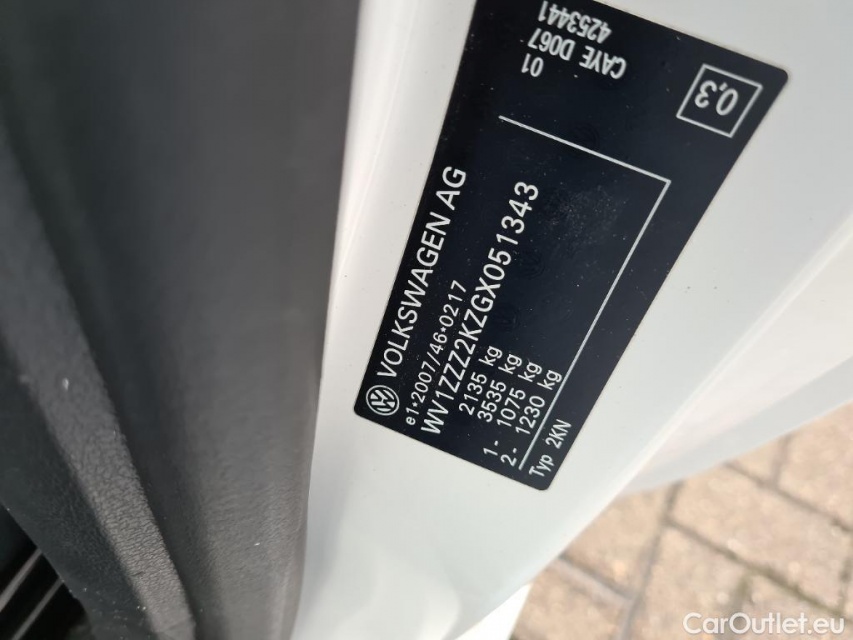 VOLKSWAGEN AG
e1*2007/46*0217
WV1ZZZ2KZGX051343
2135 kg
3535 kg
1- 1075 kg
2- 1230 kg
Typ 2KN
01
CAYE D067
4253441
0,3
CarOutlet.eu